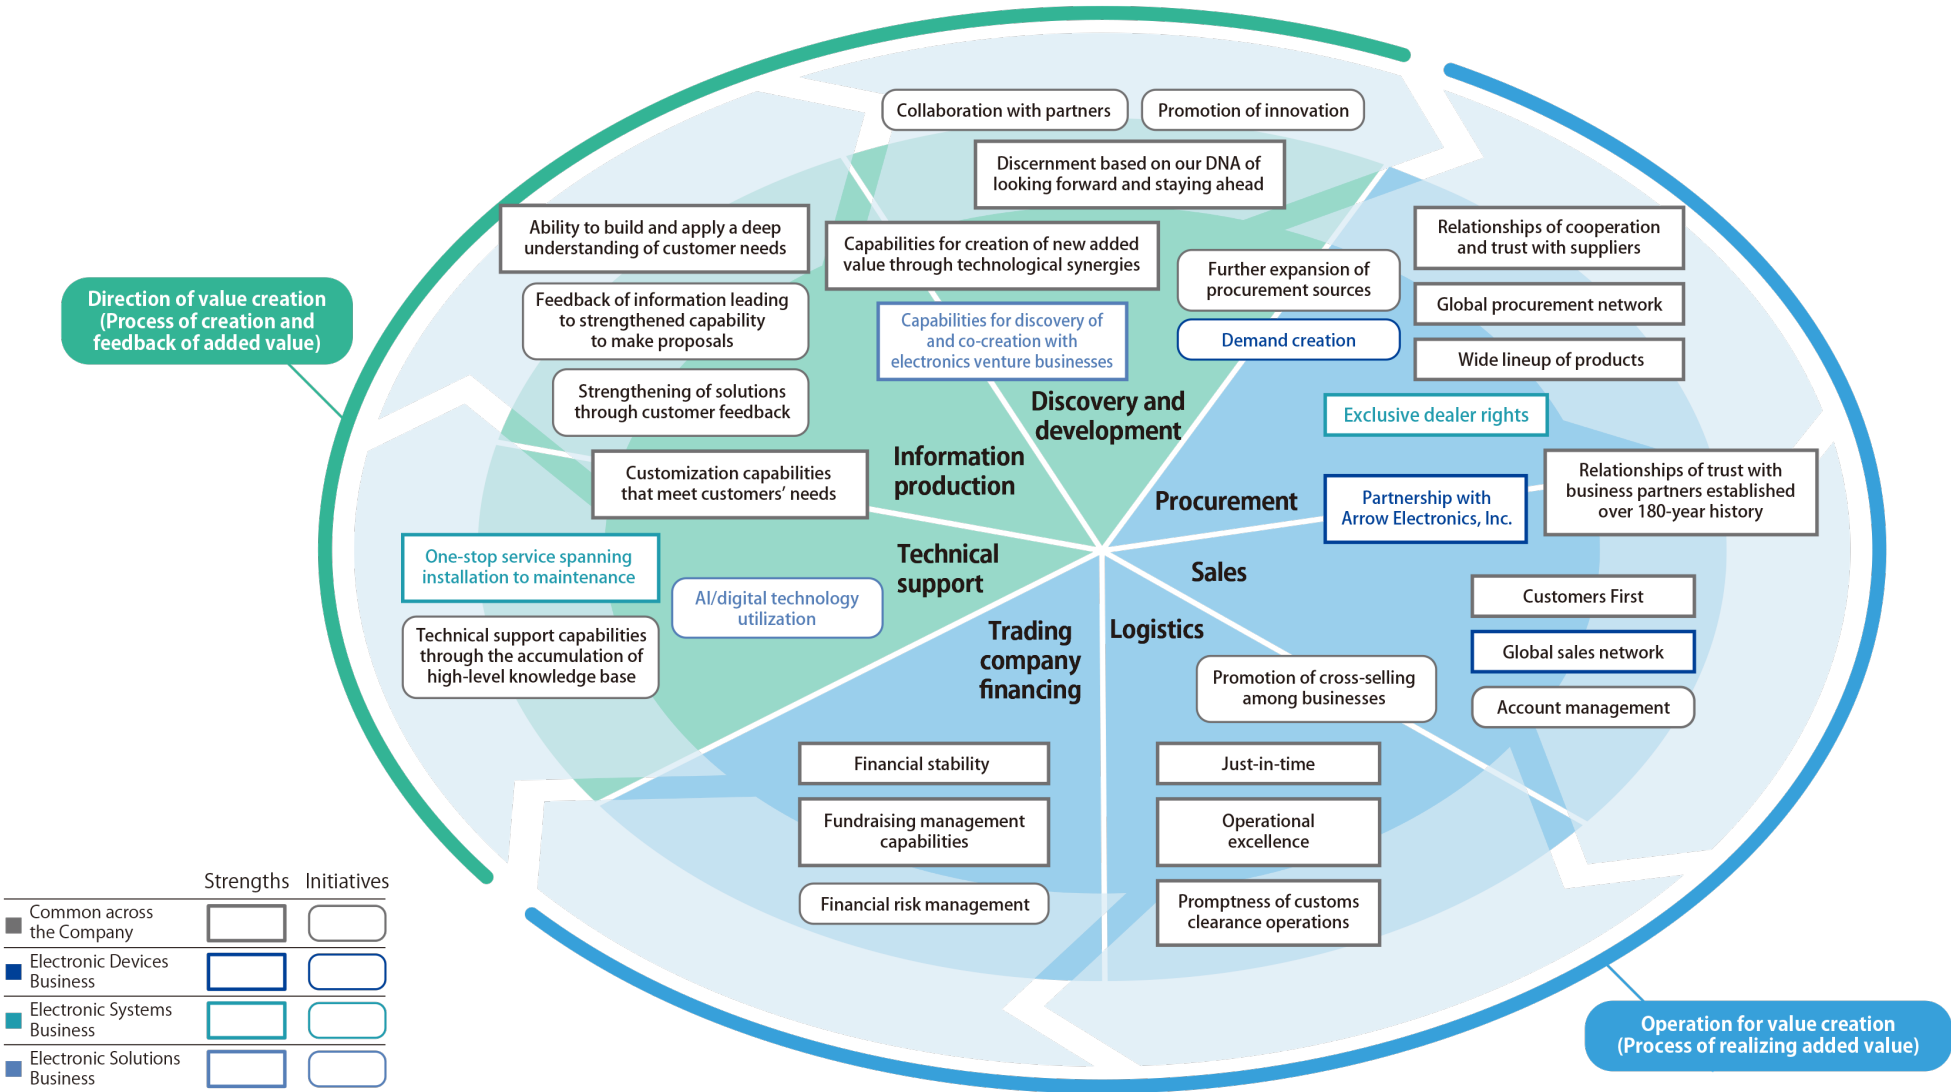 Collaboration with partners
Promotion of innovation
Discernment based on our DNA of
looking forward and staying ahead
Ability to build and apply a deep
understanding of customer needs
Capabilities for creation of new added
value through technological synergies
Relationships of cooperation
and trust with suppliers
Further expansion of
procurement sources
Global procurement network
Direction of value creation
(Process of creation and
feedback of added value)
Feedback of information leading
to strengthened capability
to make proposals
Capabilities for discovery of
and co-creation with
electronics venture businesses
Demand creation
Wide lineup of products
Strengthening of solutions
through customer feedback
Discovery and
development
Exclusive dealer rights
Information
production
Customization capabilities
that meet customers’ needs
Procurement
Partnership with
Arrow Electronics, Inc.
Relationships of trust with
business partners established
over 180-year history
One-stop service spanning
installation to maintenance
Technical
support
AI/digital technology
utilization
Sales
Customers First
Technical support capabilities
through the accumulation of
high-level knowledge base
Trading
company
financing
Logistics
Global sales network
Promotion of cross-selling
among businesses
Account management
Financial stability
Just-in-time
Fundraising management
capabilities
Operational
excellence
Financial risk management
Promptness of customs
clearance operations
Strengths Initiatives
Common across
the Company
Electronic Devices
Business
Electronic Systems
Business
Electronic Solutions
Business
Operation for value creation
(Process of realizing added value)